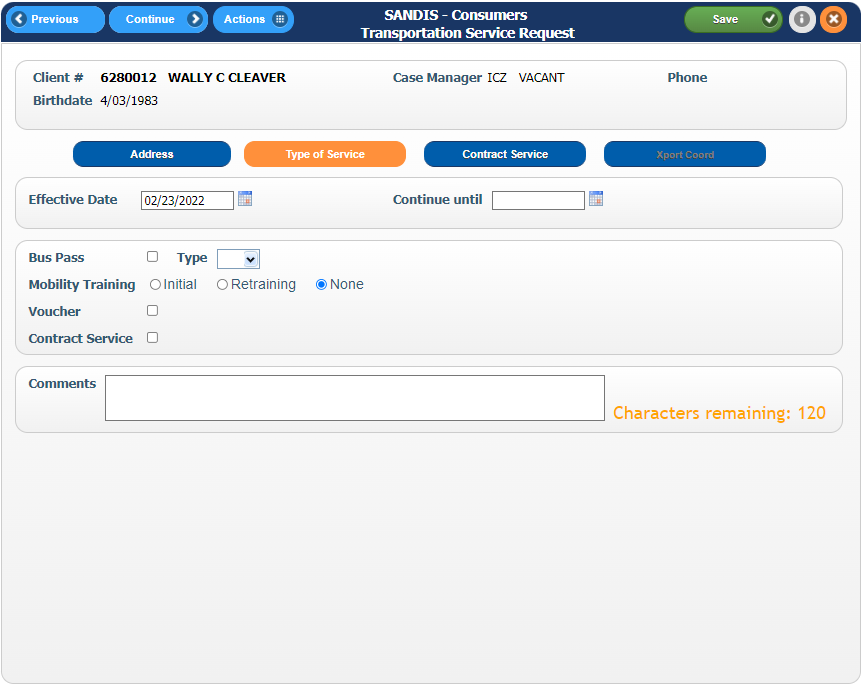 Previous Continue Actions SANDIS - Consumers Save
Transportation Service Request
Client # 6280012 WALLY C CLEAVER Case Manager ICZ VACANT Phone
Birthdate 4/03/1983
Address Type of Service Contract Service Xport Coord
Effective Date 02/23/2022 Continue until
Bus Pass Type
Mobility Training Initial Retraining None
Voucher
Contract Service
Comments
Characters remaining: 120